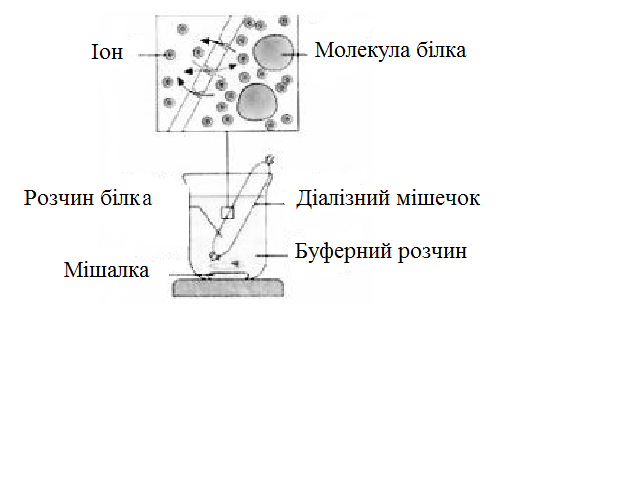 Іон
Молекула білка
Розчин білка
Діалізний мішечок
Буферний розчин
Мішалка